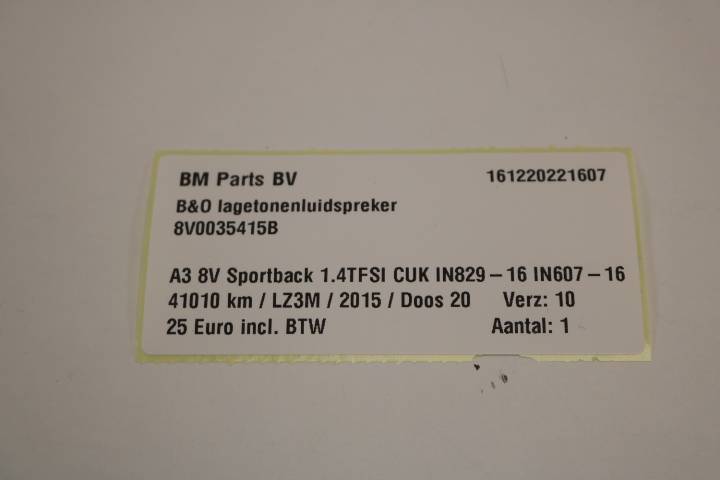 BM Parts BV 161220221607
B&O lagetonenluidspreker
8V0035415B
A3 8V Sportback 1.4TFSI CUK IN829 – 16 IN607 – 16
41010 km / LZ3M / 2015 / Doos 20 Verz: 10
25 Euro incl. BTW Aantal: 1